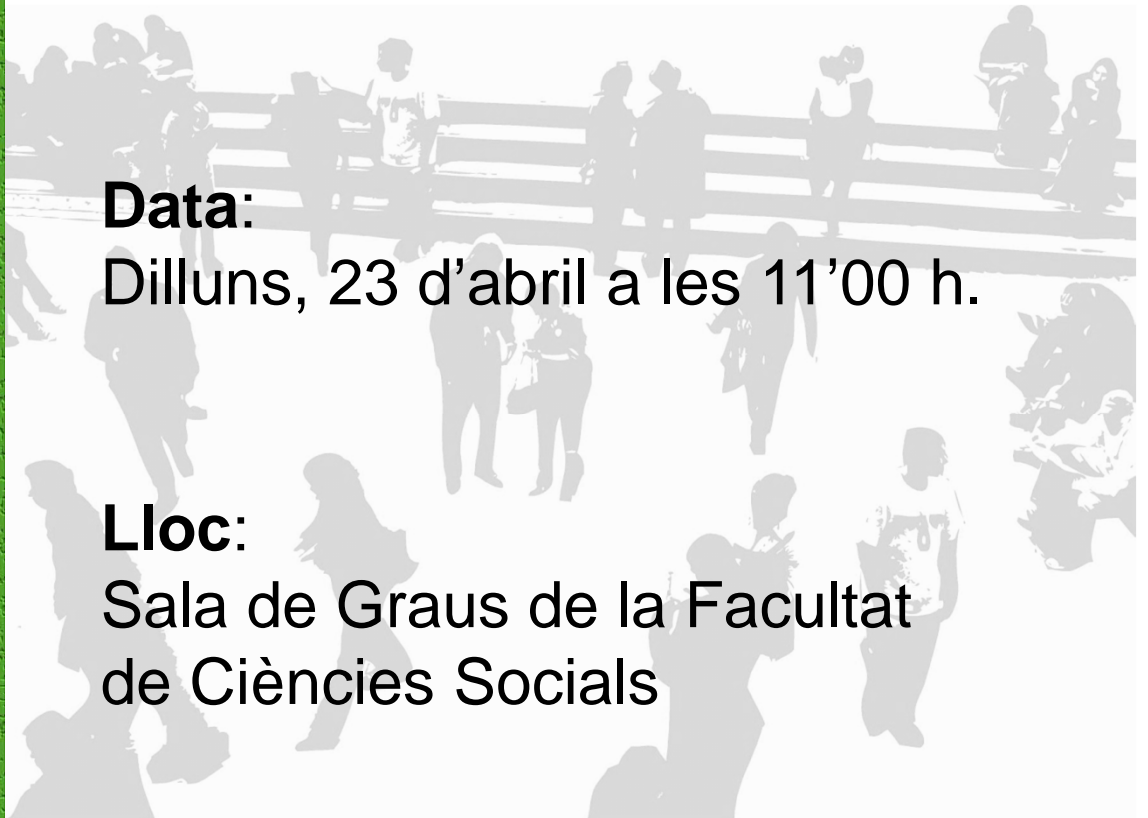 Data:
Dilluns, 23 d’abril a les 11’00 h.
Lloc:
Sala de Graus de la Facultat
de Ciències Socials